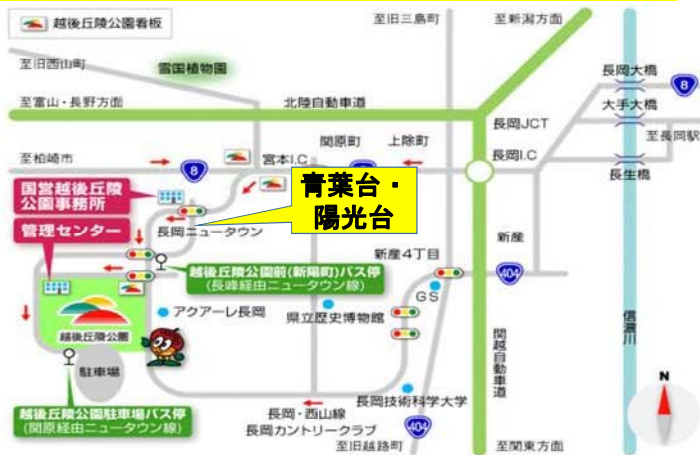 越後丘陵公園看板
至旧三島町
至新潟方面
至旧西山町
雪国植物園
長岡大橋
8
至富山・長野方面
北陸自動車道
大手大橋
長岡JCT
至長岡駅
関原町
上除町
至柏崎市
8
宮本I.C
長岡I.C
長生橋
国営越後丘陵
公園事務所
青葉台・
陽光台
管理センター
長岡ニュータウン
新産4丁目
新産
404
越後丘陵公園前(新陽町)バス停
(長峰経由ニュータウン線)
GS
アクアーレ長岡
県立歴史博物館
信濃川
越後丘陵公園
関越自動車道
駐車場
N
長岡技術科学大学
越後丘陵公園駐車場バス停
(関原経由ニュータウン線)
長岡・西山線
長岡カントリークラブ
404
至旧越路町
至関東方面